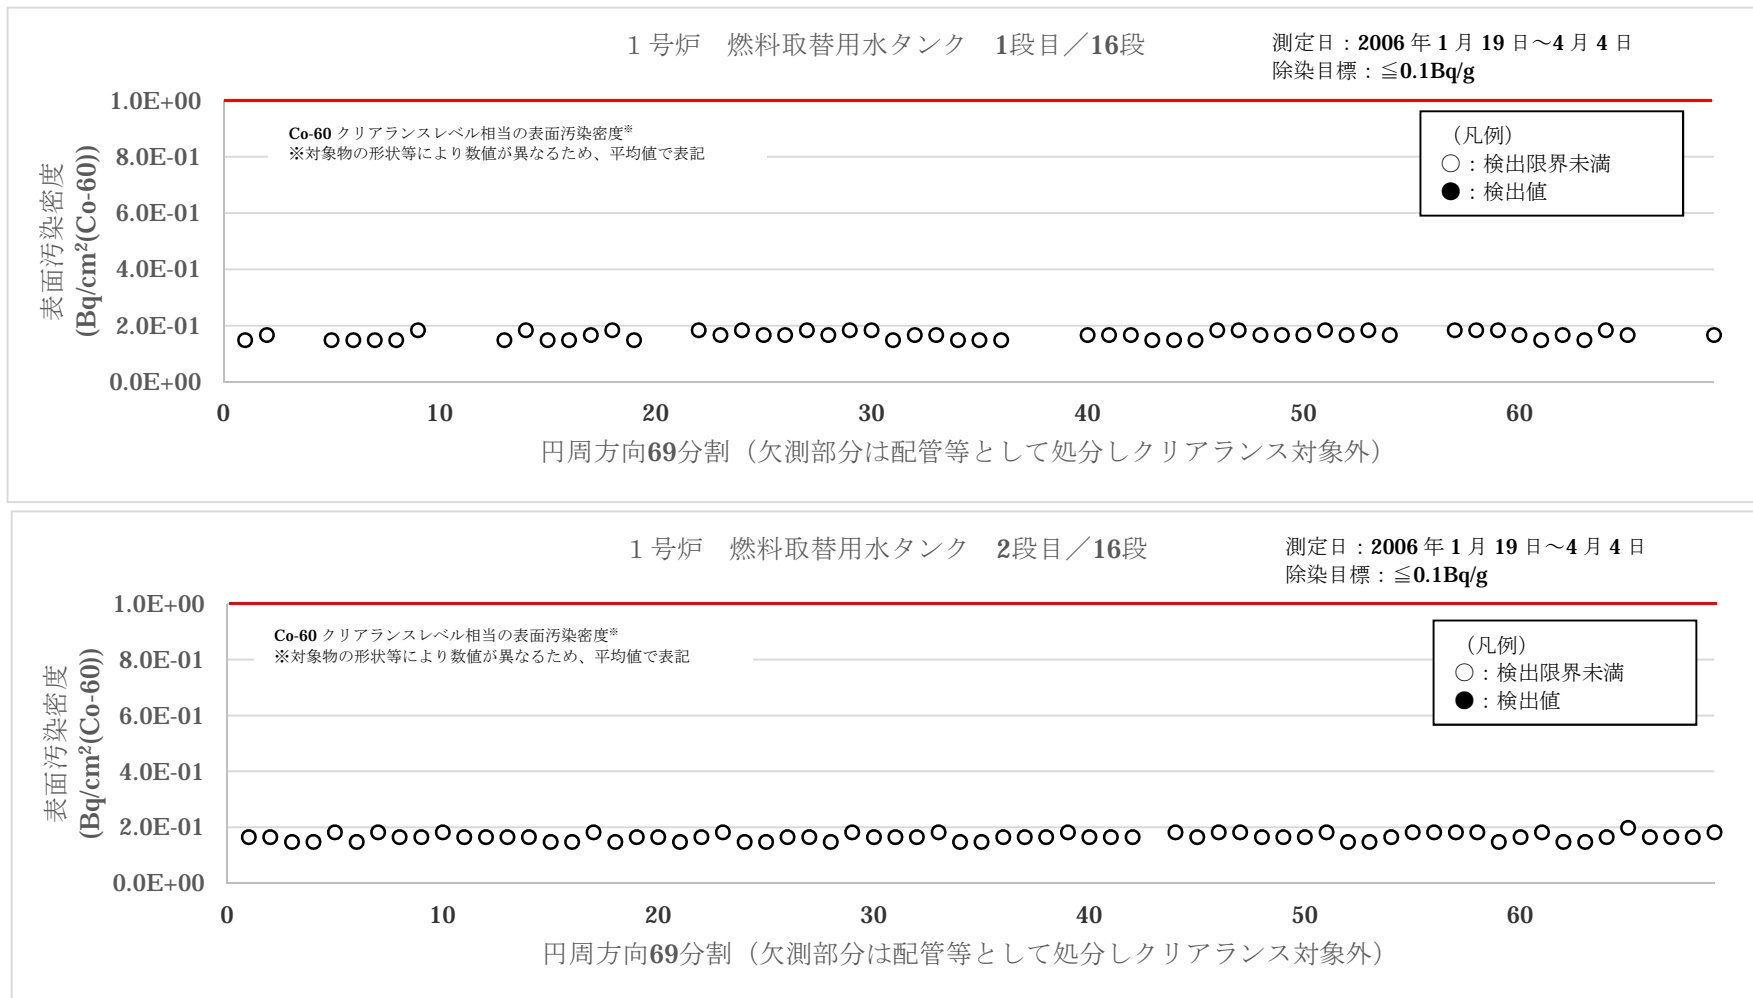 １号炉　燃料取替用水タンク　1段目／16段
測定日：2006 年 1 月 19 日～4 月 4 日
除染目標：≦0.1Bq/g
1.0E+00
8.0E-01
6.0E-01
4.0E-01
2.0E-01
0.0E+00
表面汚染密度
(Bq/cm²(Co-60))
Co-60 クリアランスレベル相当の表面汚染密度※
※対象物の形状等により数値が異なるため、平均値で表記
（凡例）
○：検出限界未満
●：検出値
0 10 20 30 40 50 60
円周方向69分割（欠測部分は配管等として処分しクリアランス対象外）
１号炉　燃料取替用水タンク　2段目／16段
測定日：2006 年 1 月 19 日～4 月 4 日
除染目標：≦0.1Bq/g
1.0E+00
8.0E-01
6.0E-01
4.0E-01
2.0E-01
0.0E+00
表面汚染密度
(Bq/cm²(Co-60))
Co-60 クリアランスレベル相当の表面汚染密度※
※対象物の形状等により数値が異なるため、平均値で表記
（凡例）
○：検出限界未満
●：検出値
0 10 20 30 40 50 60
円周方向69分割（欠測部分は配管等として処分しクリアランス対象外）